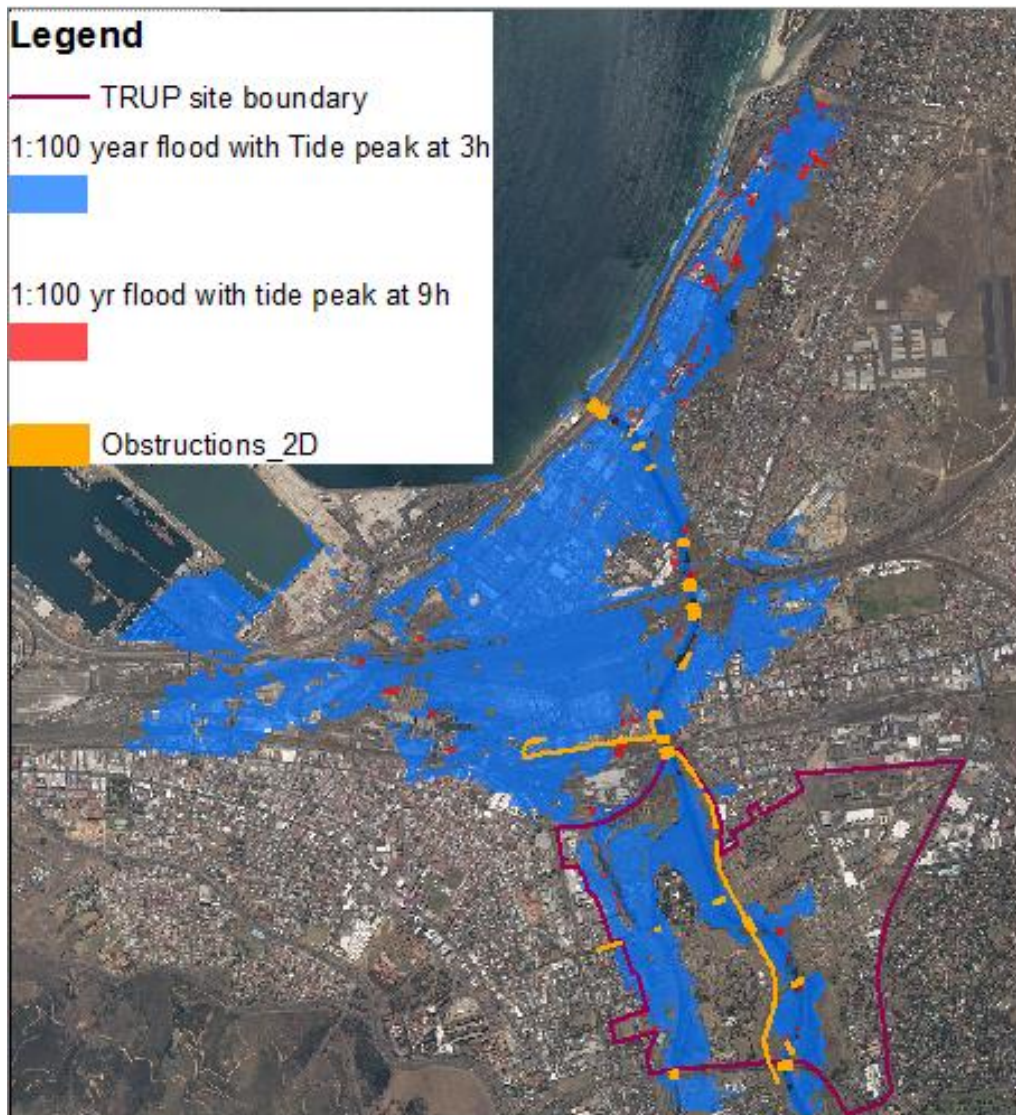 Legend
TRUP site boundary
1:100 year flood with Tide peak at 3h
1:100 yr flood with tide peak at 9h
Obstructions_2D